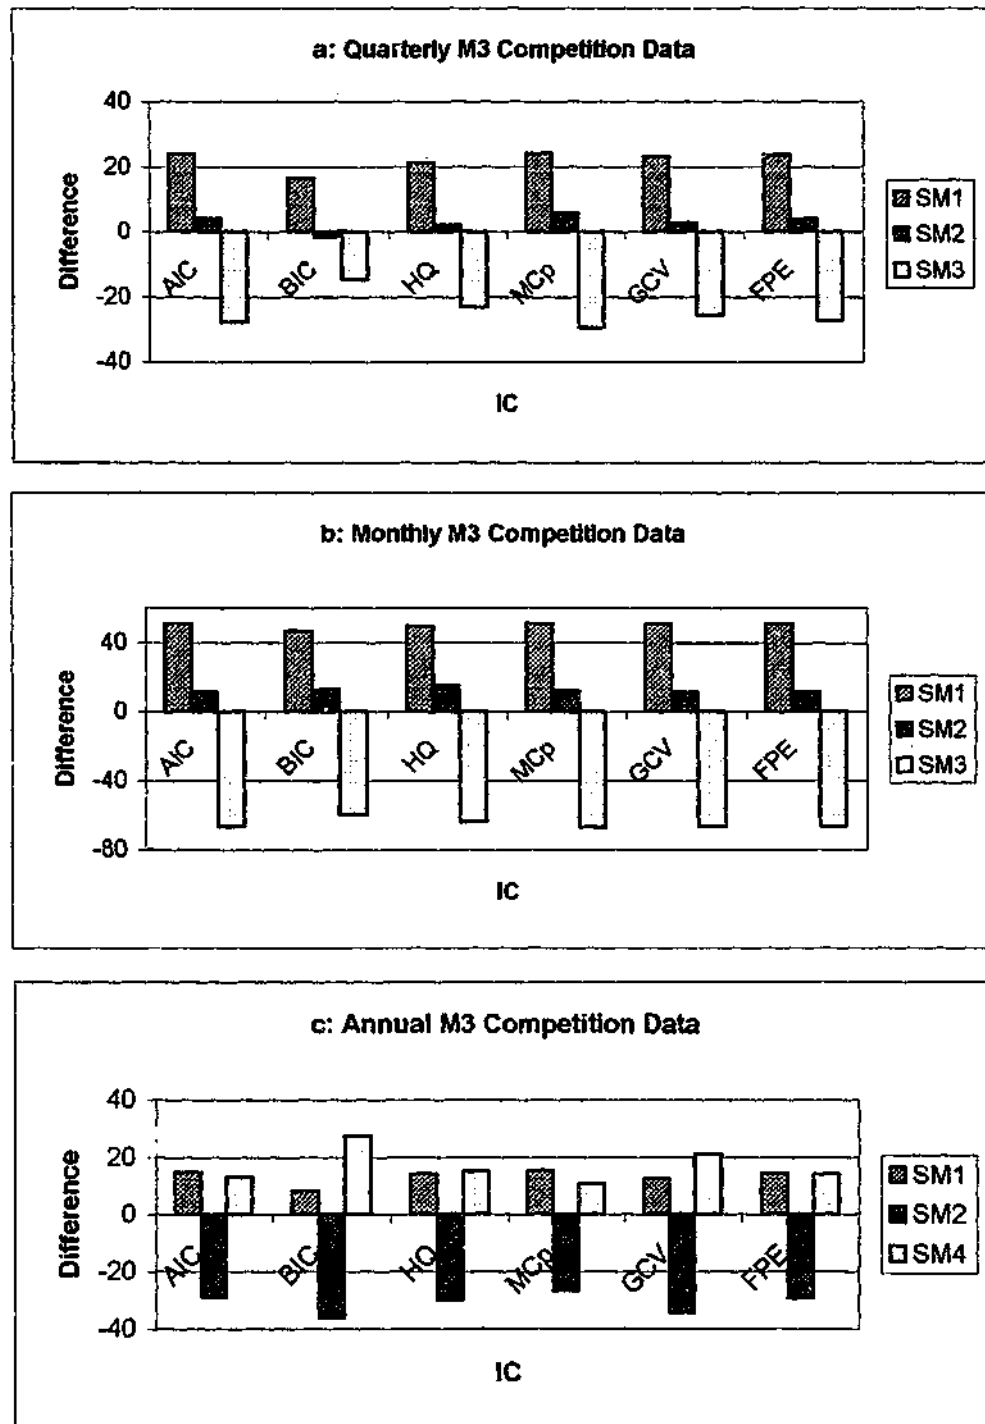 a: Quarterly M3 Competition Data
40
20
0
-20
-40
Difference
AIC
BIC
HQ
MCp
GCV
FPE
IC
SM1
SM2
SM3
b: Monthly M3 Competition Data
40
0
-40
-80
Difference
AIC
BIC
HQ
MCp
GCV
FPE
IC
SM1
SM2
SM3
c: Annual M3 Competition Data
40
20
0
-20
-40
Difference
AIC
BIC
HQ
MCp
GCV
FPE
IC
SM1
SM2
SM4